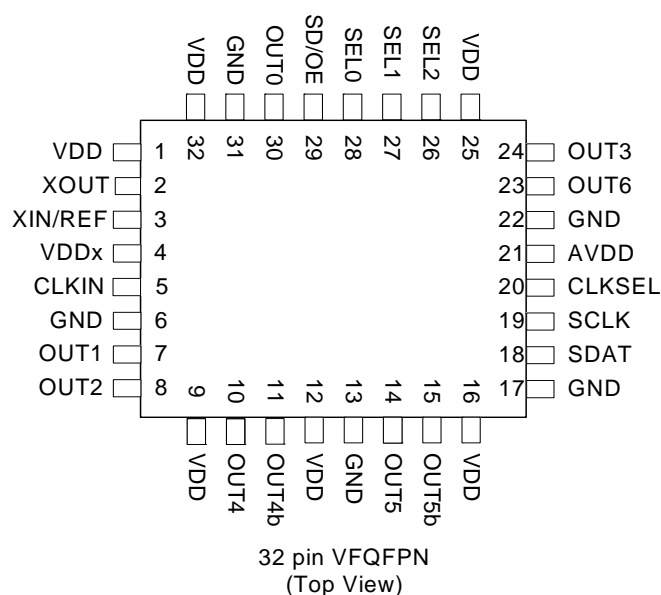 VDD
GND
OUT0
SD/OE
SEL0
SEL1
SEL2
VDD
32
31
30
29
28
27
26
25
VDD 1
XOUT 2
XIN/REF 3
VDDx 4
CLKIN 5
GND 6
OUT1 7
OUT2 8
24 OUT3
23 OUT6
22 GND
21 AVDD
20 CLKSEL
19 SCLK
18 SDAT
17 GND
9
10
11
12
13
14
15
16
VDD
OUT4
OUT4b
VDD
GND
OUT5
OUT5b
VDD
32 pin VFQFPN
(Top View)